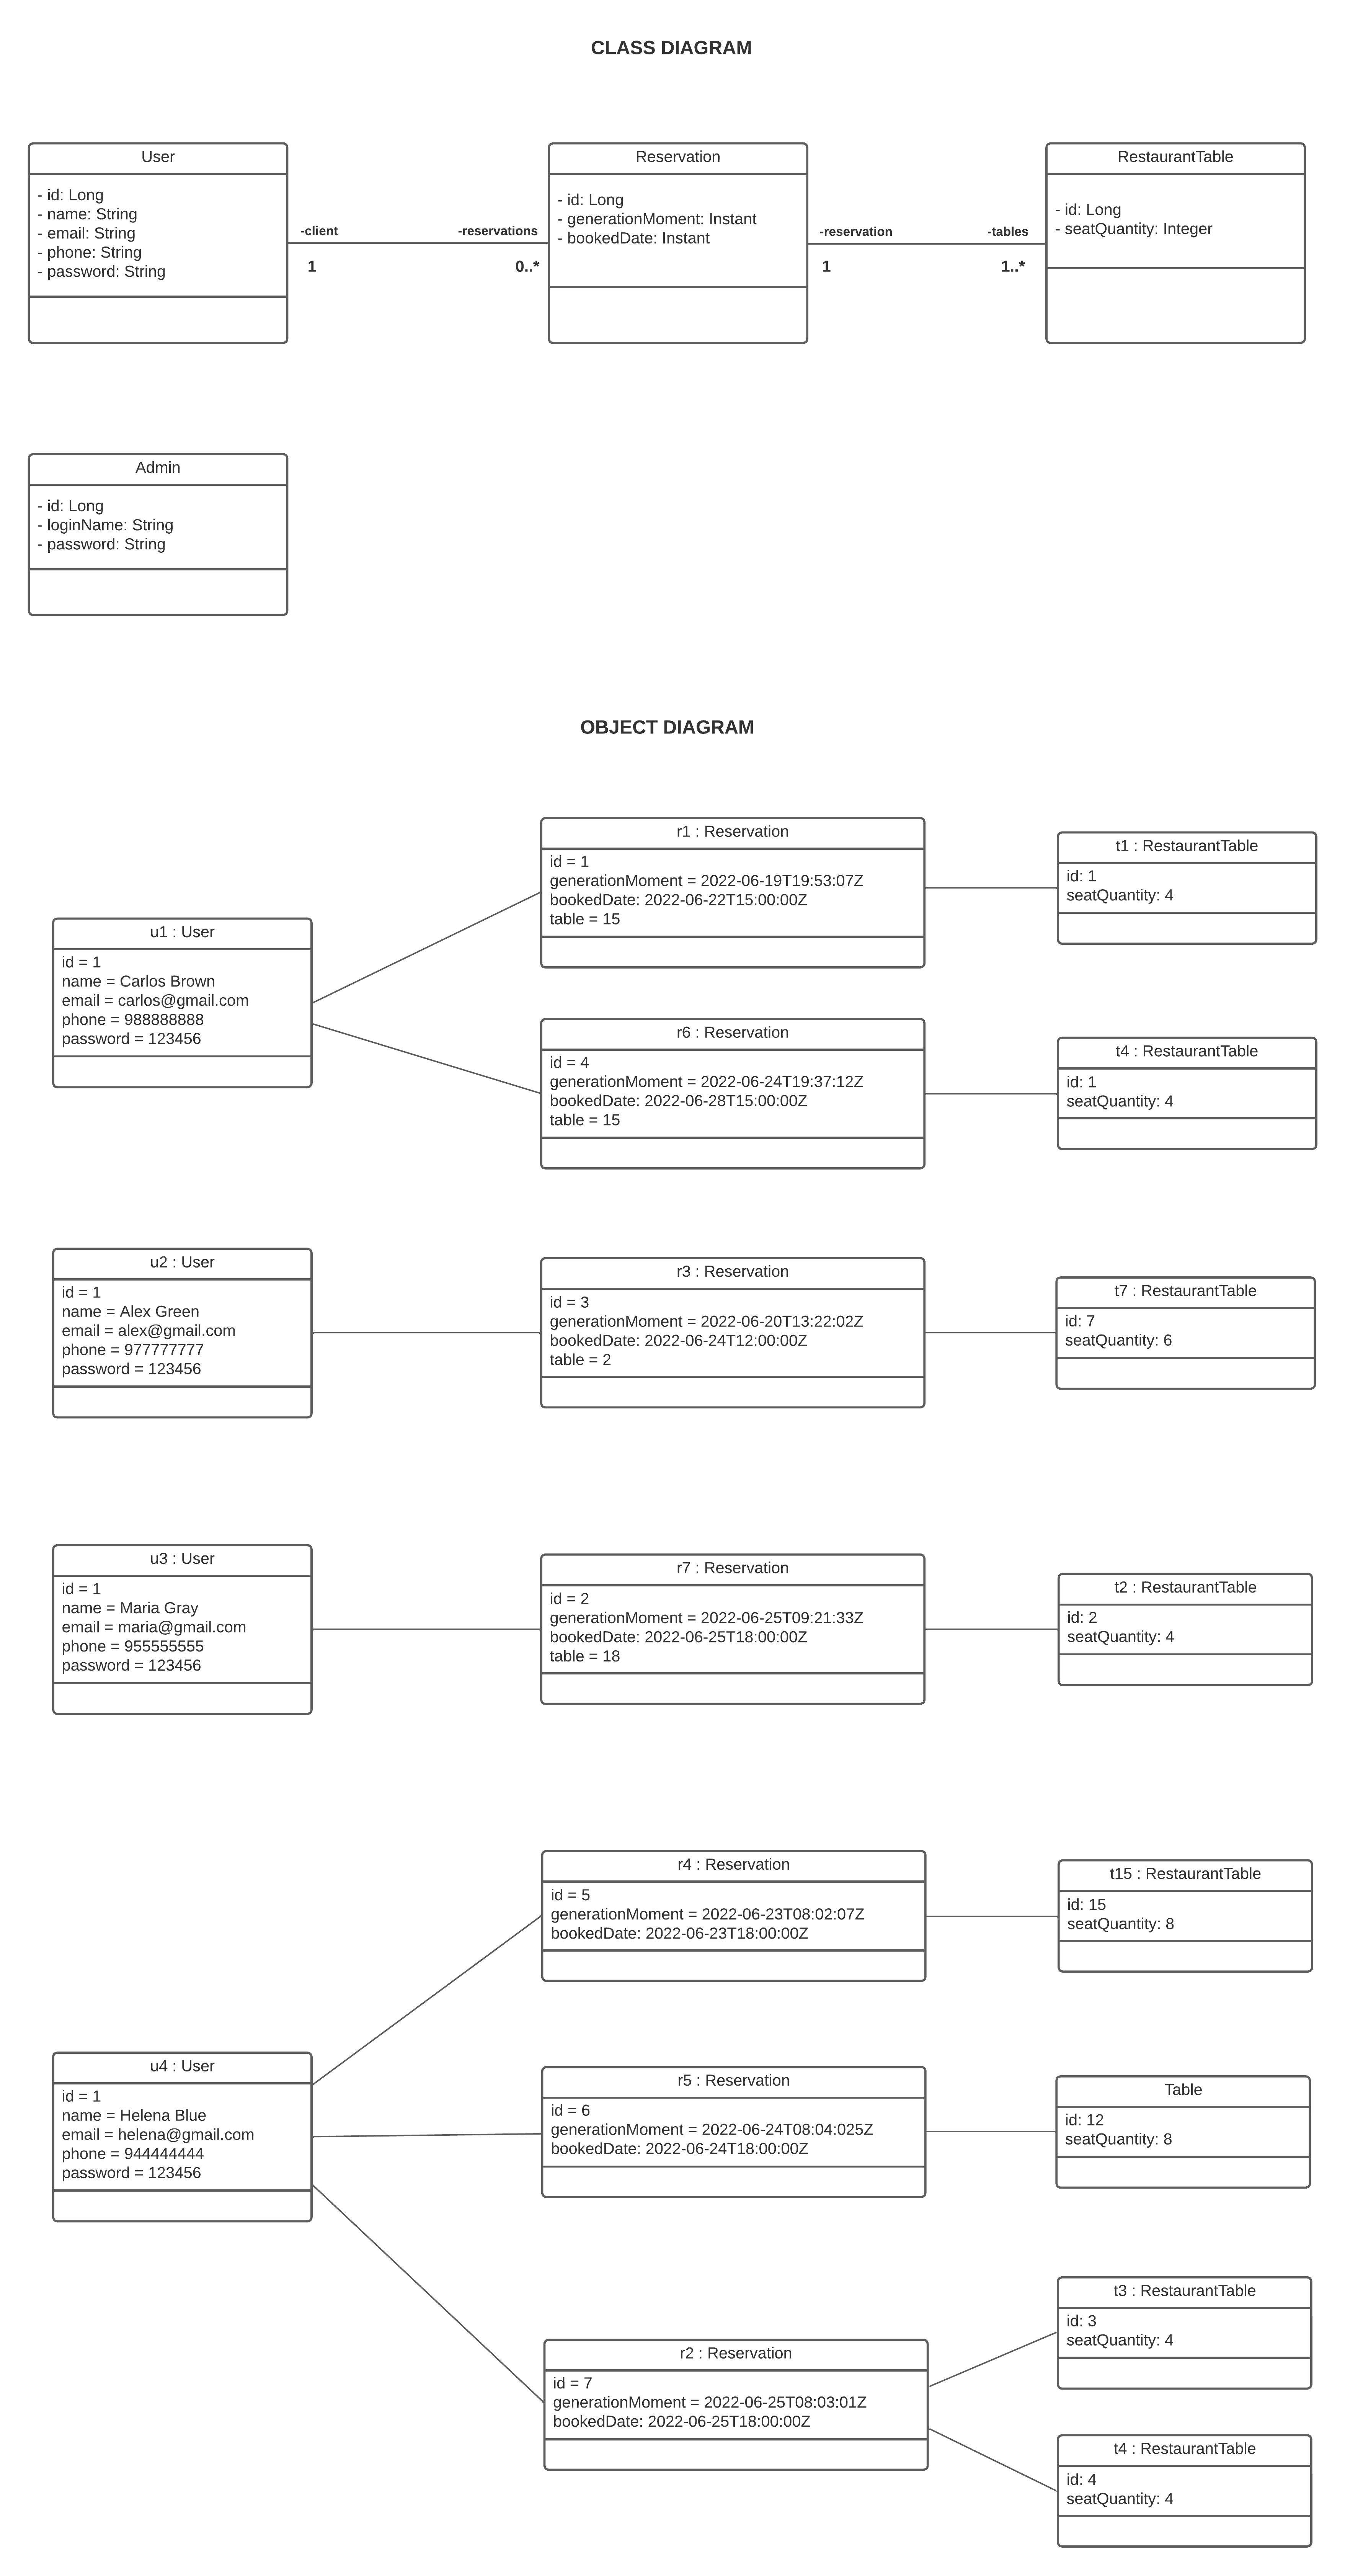 CLASS DIAGRAM
User
- id: Long
- name: String
- email: String
- phone: String
- password: String
-client
1
-reservations
0..*
Reservation
- id: Long
- generationMoment: Instant
- bookedDate: Instant
-reservation
1
-tables
1..*
RestaurantTable
- id: Long
- seatQuantity: Integer
Admin
- id: Long
- loginName: String
- password: String
OBJECT DIAGRAM
u1 : User
id = 1
name = Carlos Brown
email = carlos@gmail.com
phone = 988888888
password = 123456
r1 : Reservation
id = 1
generationMoment = 2022-06-19T19:53:07Z
bookedDate: 2022-06-22T15:00:00Z
table = 15
t1 : RestaurantTable
id: 1
seatQuantity: 4
r6 : Reservation
id = 4
generationMoment = 2022-06-24T19:37:12Z
bookedDate: 2022-06-28T15:00:00Z
table = 15
t4 : RestaurantTable
id: 1
seatQuantity: 4
u2 : User
id = 1
name = Alex Green
email = alex@gmail.com
phone = 977777777
password = 123456
r3 : Reservation
id = 3
generationMoment = 2022-06-20T13:22:02Z
bookedDate: 2022-06-24T12:00:00Z
table = 2
t7 : RestaurantTable
id: 7
seatQuantity: 6
u3 : User
id = 1
name = Maria Gray
email = maria@gmail.com
phone = 955555555
password = 123456
r7 : Reservation
id = 2
generationMoment = 2022-06-25T09:21:33Z
bookedDate: 2022-06-25T18:00:00Z
table = 18
t2 : RestaurantTable
id: 2
seatQuantity: 4
u4 : User
id = 1
name = Helena Blue
email = helena@gmail.com
phone = 944444444
password = 123456
r4 : Reservation
id = 5
generationMoment = 2022-06-23T08:02:07Z
bookedDate: 2022-06-23T18:00:00Z
t15 : RestaurantTable
id: 15
seatQuantity: 8
r5 : Reservation
id = 6
generationMoment = 2022-06-24T08:04:025Z
bookedDate: 2022-06-24T18:00:00Z
Table
id: 12
seatQuantity: 8
r2 : Reservation
id = 7
generationMoment = 2022-06-25T08:03:01Z
bookedDate: 2022-06-25T18:00:00Z
t3 : RestaurantTable
id: 3
seatQuantity: 4
t4 : RestaurantTable
id: 4
seatQuantity: 4